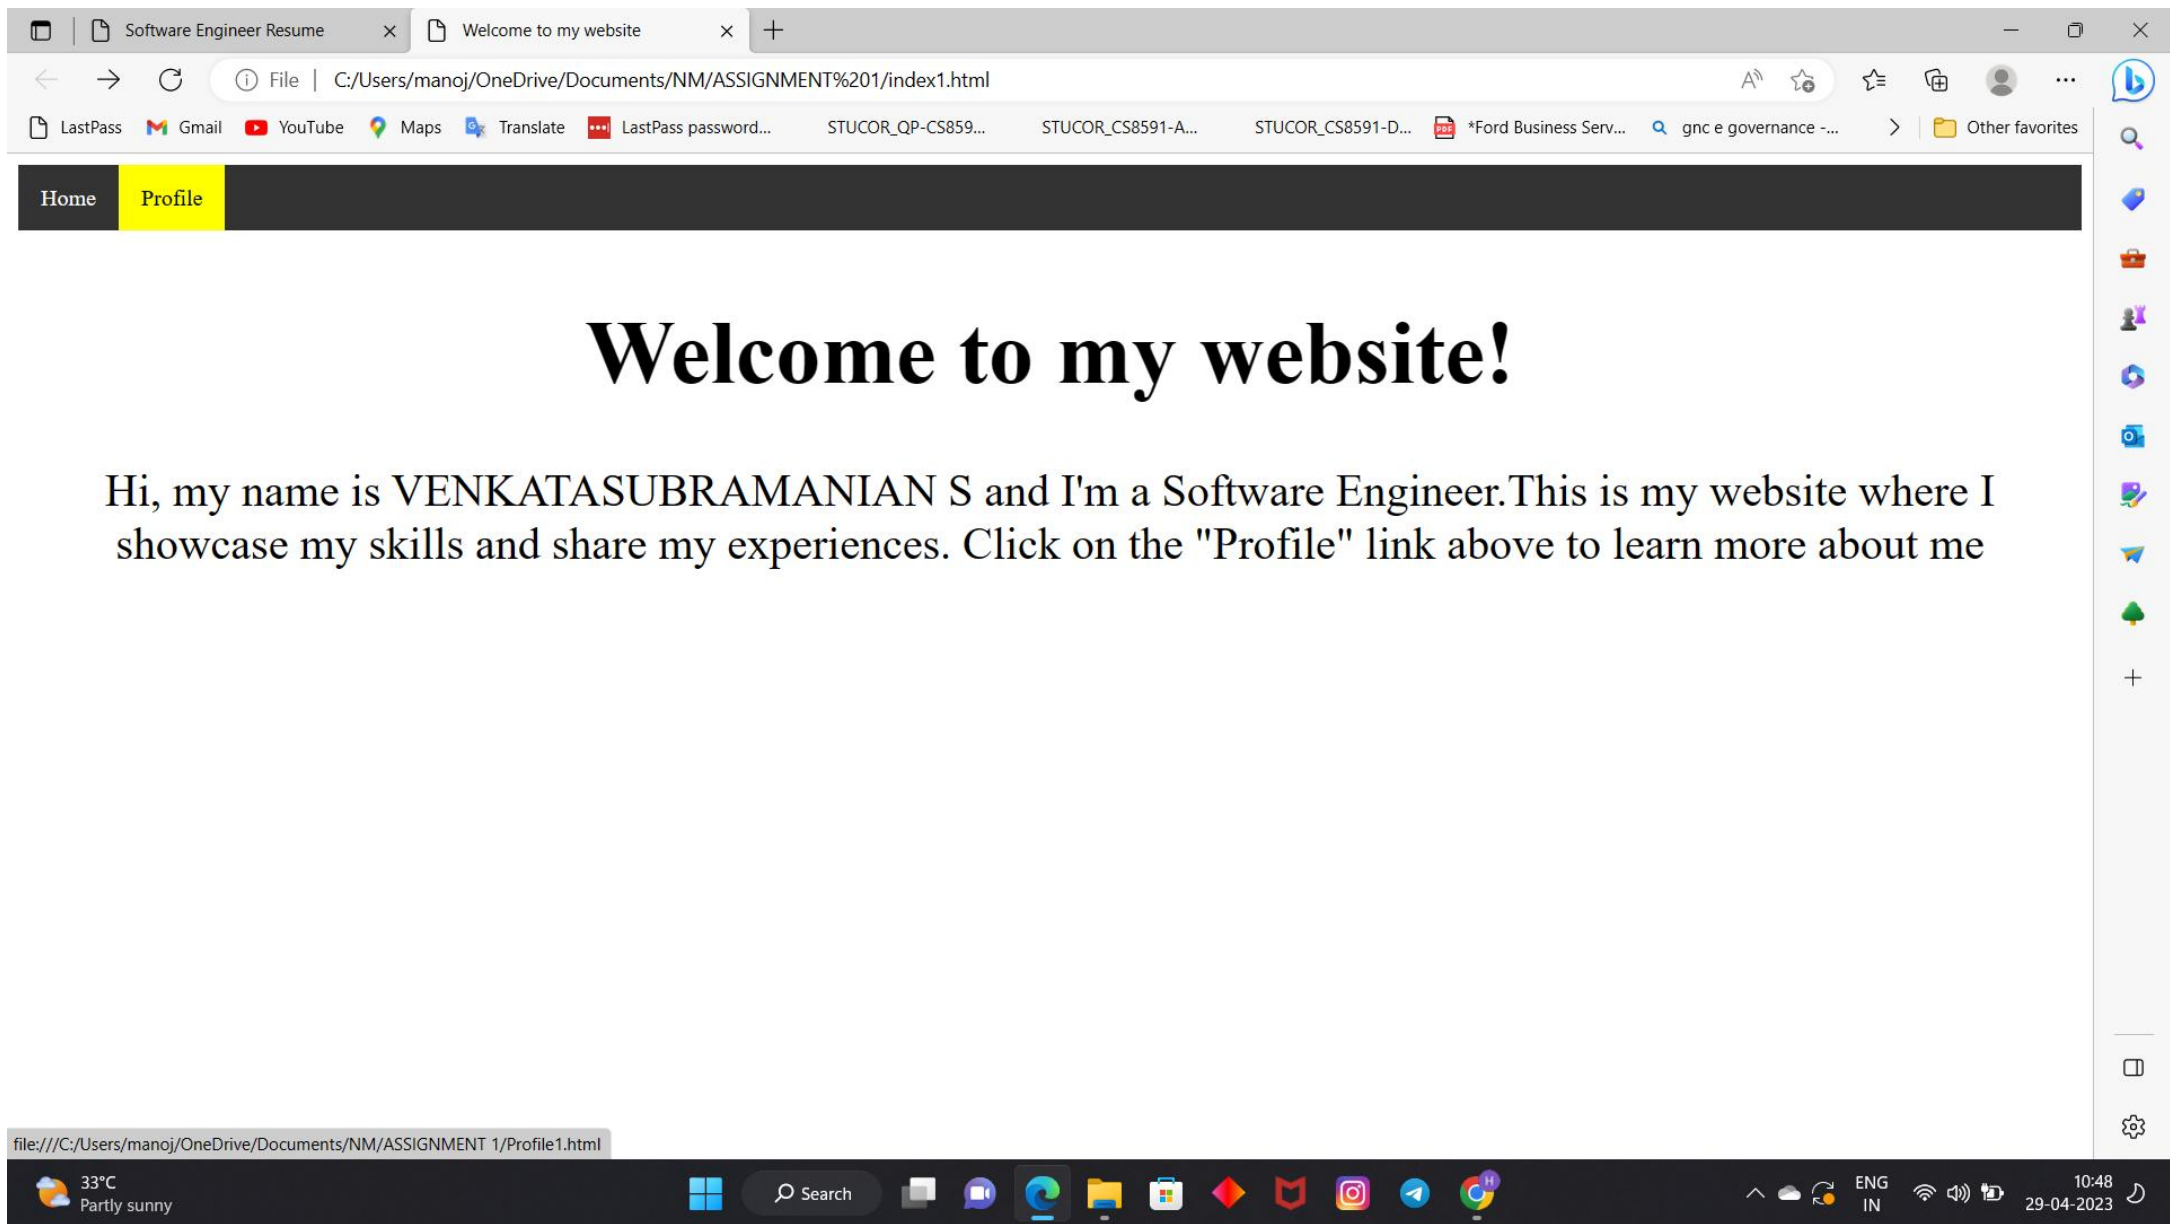 Software Engineer Resume
Welcome to my website
File | C:/Users/manoj/OneDrive/Documents/NM/ASSIGNMENT%201/index1.html
LastPass Gmail YouTube Maps Translate LastPass password... STUCOR_QP-CS859... STUCOR_CS8591-A... STUCOR_CS8591-D... *Ford Business Serv... gnc e governance -... Other favorites
Home Profile
Welcome to my website!
Hi, my name is VENKATASUBRAMANIAN S and I'm a Software Engineer.This is my website where I
showcase my skills and share my experiences. Click on the "Profile" link above to learn more about me
file:///C:/Users/manoj/OneDrive/Documents/NM/ASSIGNMENT 1/Profile1.html
33°C
Partly sunny
Search
ENG
IN
10:48
29-04-2023